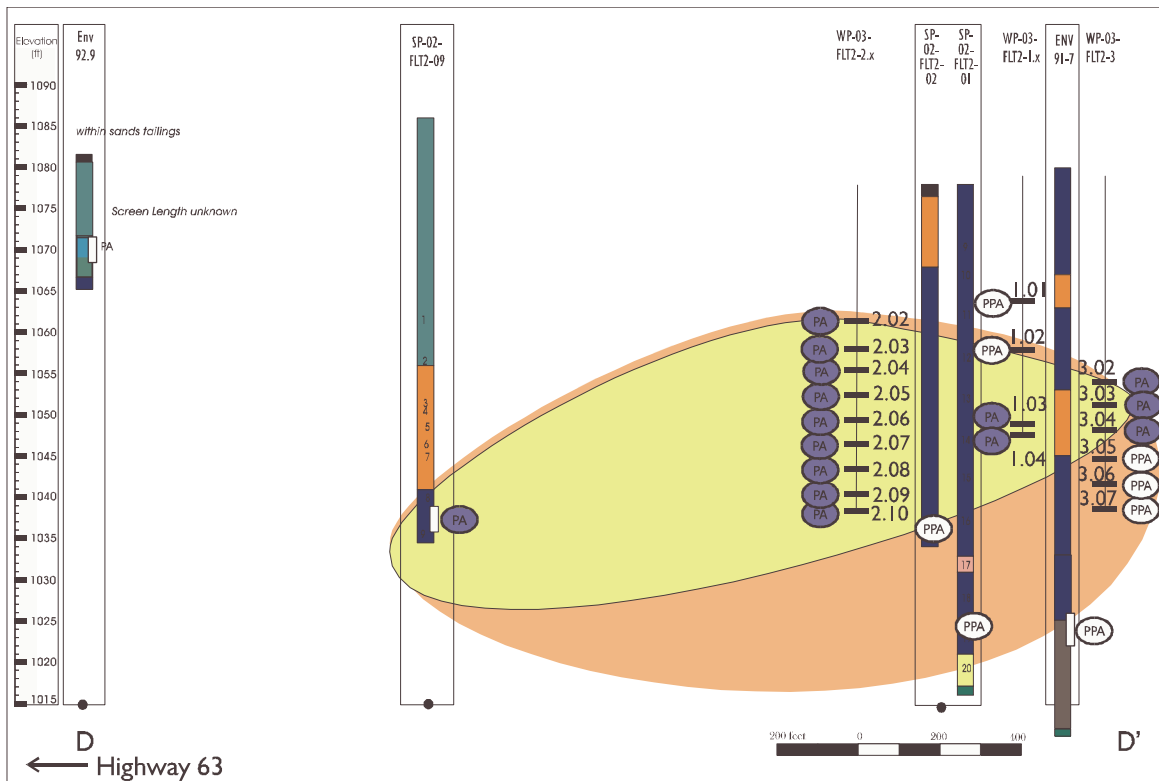 Elevation
(ft)
Env
92.9
SP-02-
FLT2-09
WP-03-
FLT2-2.x
SP-
02-
FLT2-
02
SP-
02-
FLT2-
01
WP-03-
FLT2-1.x
ENV
91-7
WP-03-
FLT2-3
1090
1085
1080
1075
1070
1065
1060
1055
1050
1045
1040
1035
1030
1025
1020
1015
within sands tailings
Screen Length unknown
PA
1
2
3
4
5
6
7
PA
PA 2.02
PA 2.03
PA 2.04
PA 2.05
PA 2.06
PA 2.07
PA 2.08
PA 2.09
PA 2.10
PPA
17
PPA
20
PPA 1.01
PPA 1.02
PA 1.03
PA 1.04
3.02 PA
3.03 PA
3.04 PA
3.05 PPA
3.06 PPA
3.07 PPA
PPA
D
Highway 63
200 feet 0 200 400
D'